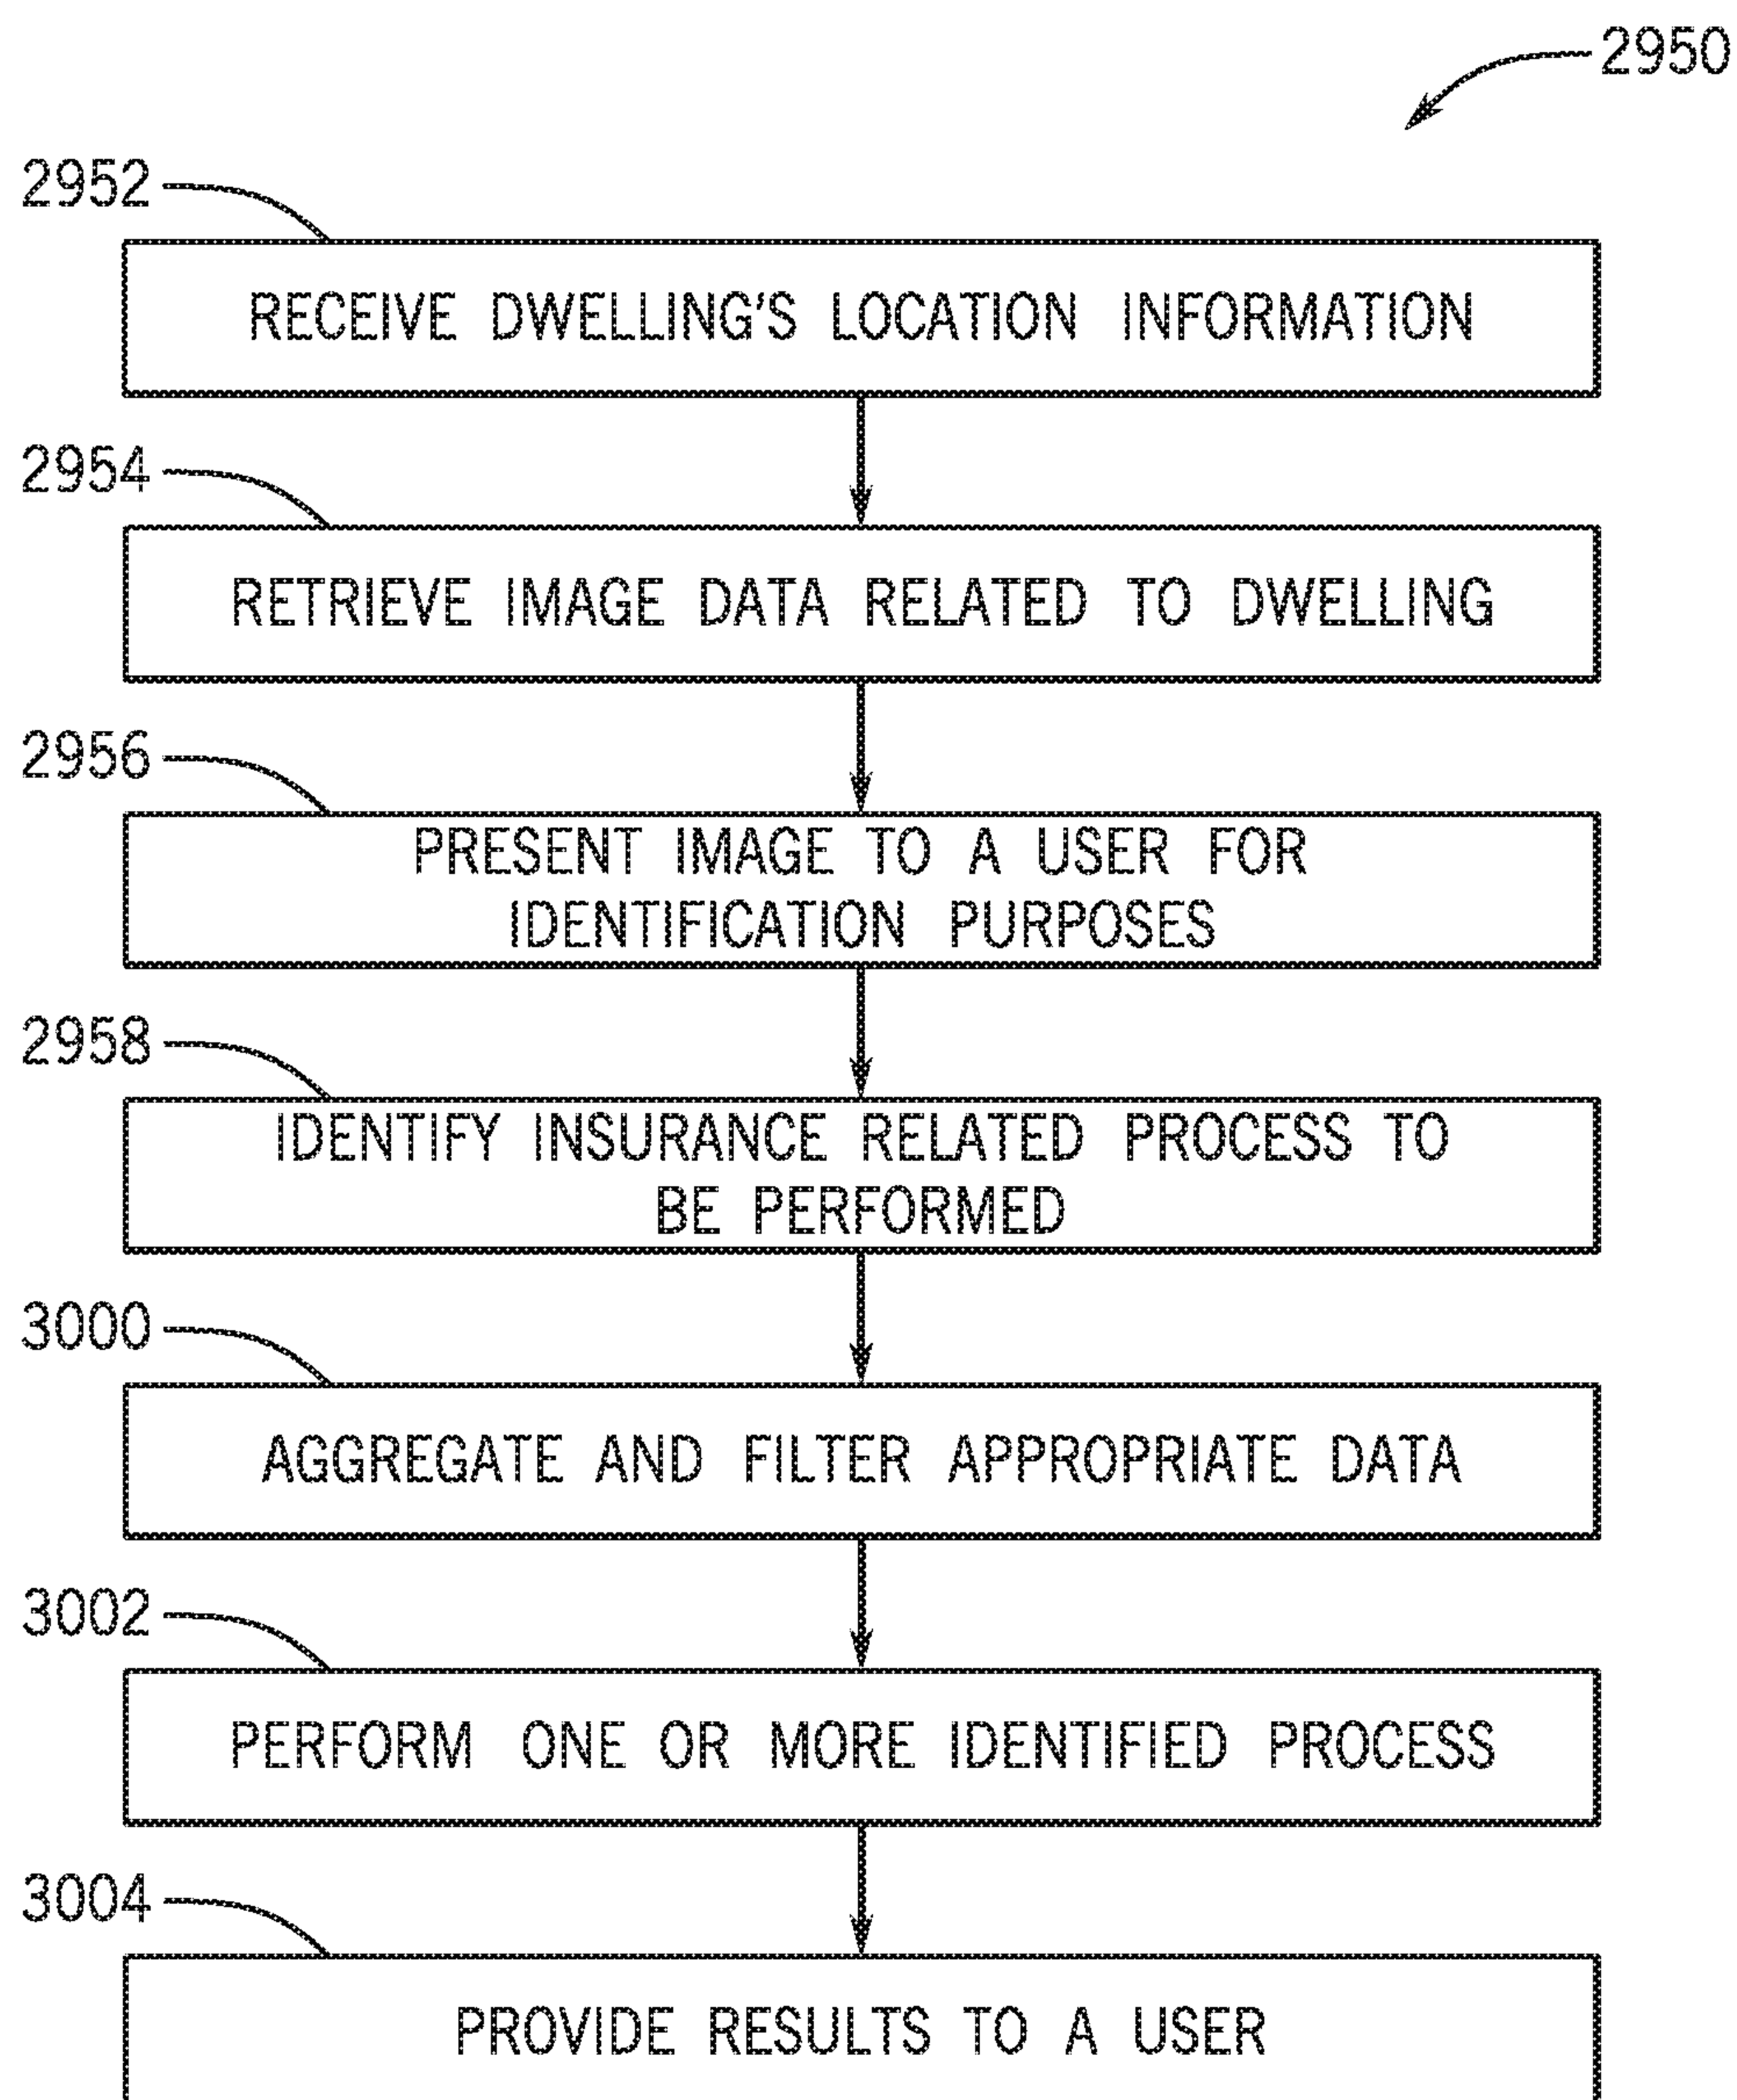 2950
2952
RECEIVE DWELLING'S LOCATION INFORMATION
2954
RETRIEVE IMAGE DATA RELATED TO DWELLING
2956
PRESENT IMAGE TO A USER FOR
IDENTIFICATION PURPOSES
2958
IDENTIFY INSURANCE RELATED PROCESS TO
BE PERFORMED
3000
AGGREGATE AND FILTER APPROPRIATE DATA
3002
PERFORM ONE OR MORE IDENTIFIED PROCESS
3004
PROVIDE RESULTS TO A USER